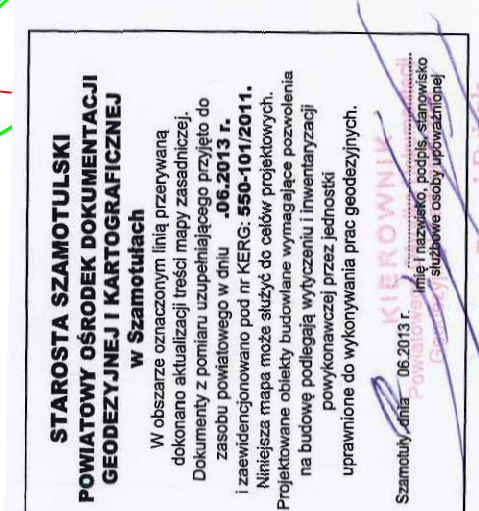 STAROSTA SZAMOTULSKI
POWIATOWY OŚRODEK DOKUMENTACJI
GEODEZYJNEJ I KARTOGRAFICZNEJ
w Szamotułach
W obszarze oznaczonym linią przerywaną
dokonano aktualizacji treści mapy zasadniczej.
Dokumenty z pomiaru uzupełniającego przyjęto do
zasobu powiatowego w dniu .06.2013 r.
i zaewidencjonowano pod nr KERG: 550-101/2011.
Niniejsza mapa może służyć do celów projektowych.
Projektowane obiekty budowlane wymagające pozwolenia
na budowę podlegają wytyczeniu i inwentaryzacji
powykonawczej przez jednostki
uprawnione do wykonywania prac geodezyjnych.
KIEROWNIK
Szamotuły, dnia 06.2013 r.
imię i nazwisko, podpis, stanowisko
służbowe osoby upoważnionej